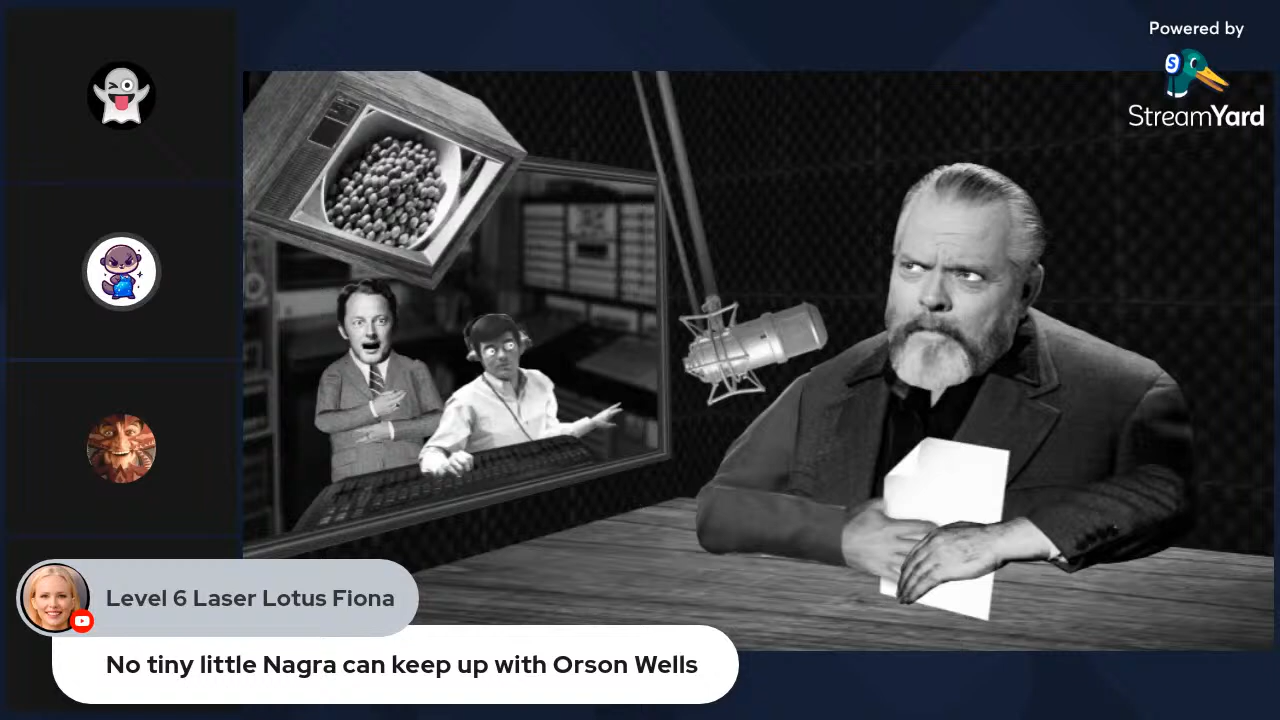 Powered by
StreamYard
Level 6 Laser Lotus Fiona
No tiny little Nagra can keep up with Orson Wells